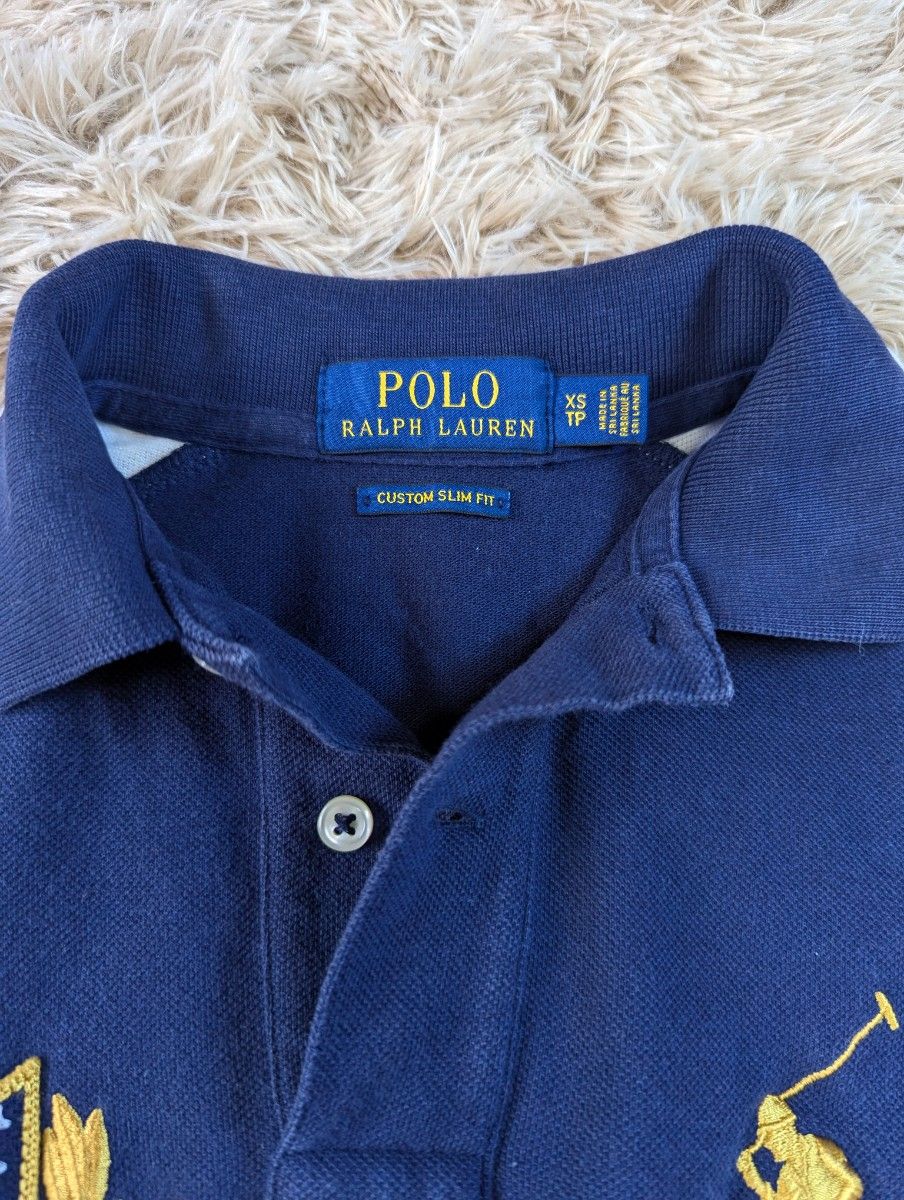 POLO
RALPH LAUREN
XS
TP
MADE IN
SRI LANKA
FABRIQUÉ AU
SRI LANKA
CUSTOM SLIM FIT